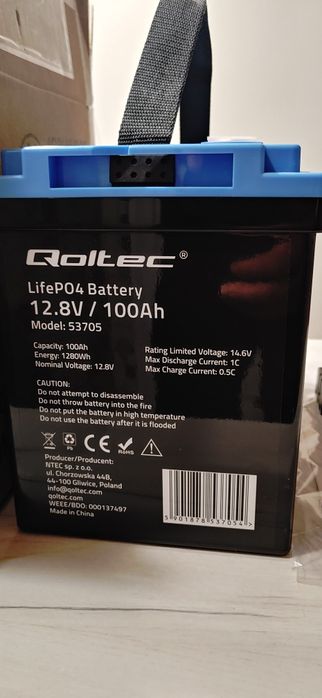 Qoltec®
LifePO4 Battery
12.8V / 100Ah
Model: 53705
Capacity: 100Ah
Energy: 1280Wh
Nominal Voltage: 12.8V
Rating Limited Voltage: 14.6V
Max Discharge Current: 1C
Max Charge Current: 0.5C
CAUTION:
Do not attempt to disassemble
Do not throw battery into the fire
Do not put the battery in high temperature
Do not use the battery after it is flooded
Pb
CE
RoHS
Producer/Producent:
NTEC sp. z o.o.
ul. Chorzowska 44B,
44-100 Gliwice, Poland
info@qoltec.com
qoltec.com
WEEE/BDO: 000137497
Made in China
5 901878 537054 >